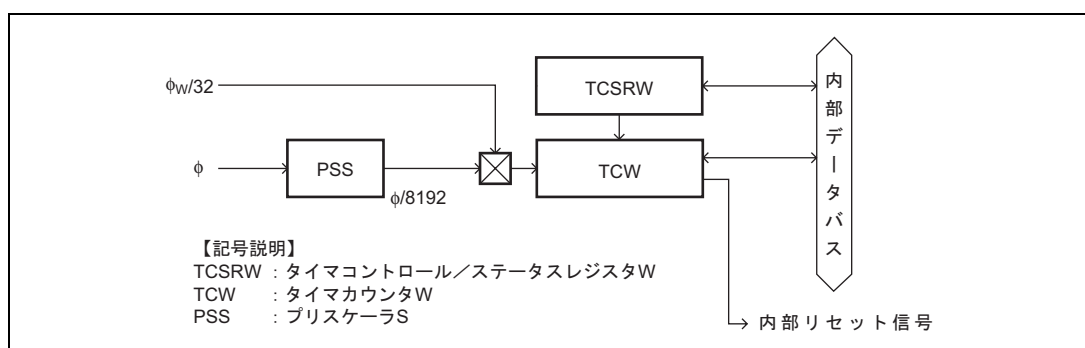 φW/32
TCSRW
φ
PSS
φ/8192
TCW
内部データバス
【記号説明】
TCSRW : タイマコントロール／ステータスレジスタW
TCW : タイマカウンタW
PSS : プリスケーラS
内部リセット信号